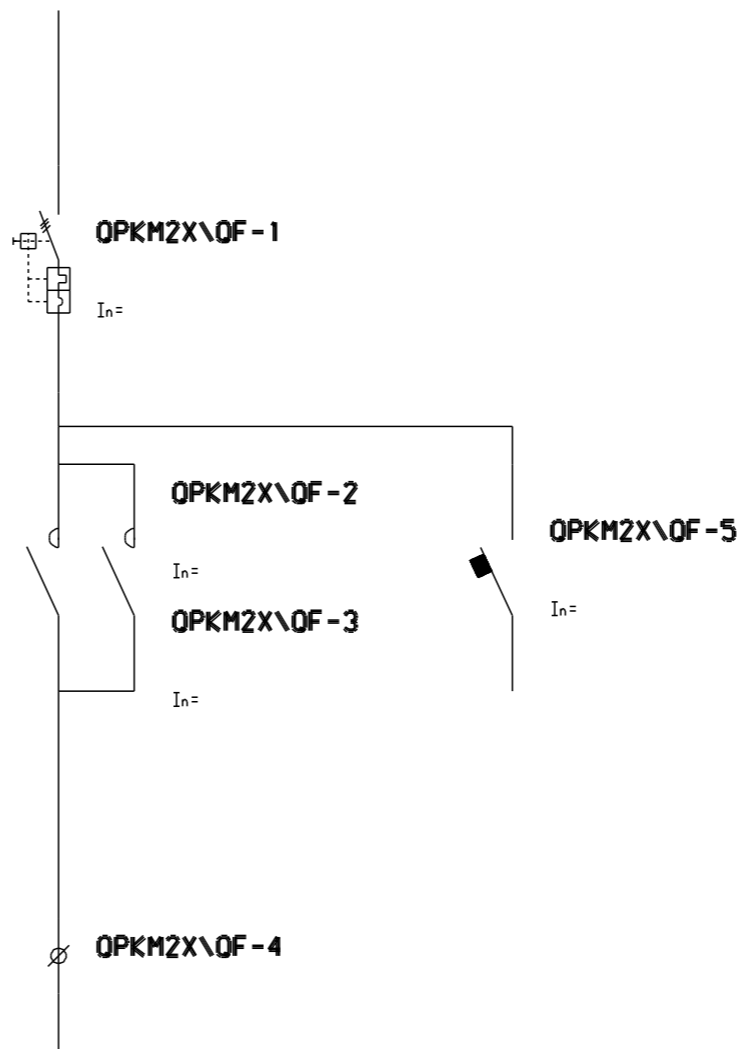 QPKM2X\QF-1
In=
QPKM2X\QF-2
In=
QPKM2X\QF-3
In=
QPKM2X\QF-5
In=
QPKM2X\QF-4